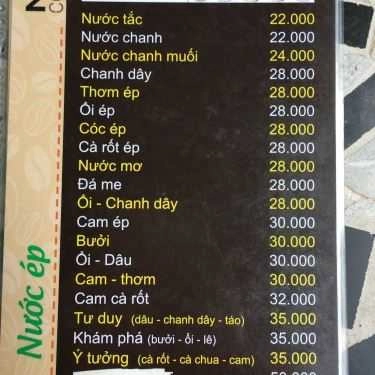 Nước ép
Nước tắc 22.000
Nước chanh 22.000
Nước chanh muối 24.000
Chanh dây 28.000
Thơm ép 28.000
Ổi ép 28.000
Cóc ép 28.000
Cà rốt ép 28.000
Nước mơ 28.000
Đá me 28.000
Ổi - Chanh dây 28.000
Cam ép 30.000
Bưởi 30.000
Ổi - Dâu 30.000
Cam - thơm 30.000
Cam cà rốt 32.000
Tư duy (dâu - chanh dây - táo) 35.000
Khám phá (bưởi - ổi - lê) 35.000
Ý tưởng (cà rốt - cà chua - cam) 35.000